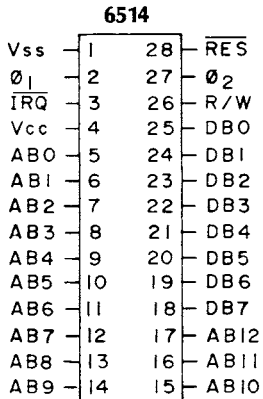 6514
Vss 1 28 RES
Ø1 2 27 Ø2
IRQ 3 26 R/W
Vcc 4 25 DB0
AB0 5 24 DB1
AB1 6 23 DB2
AB2 7 22 DB3
AB3 8 21 DB4
AB4 9 20 DB5
AB5 10 19 DB6
AB6 11 18 DB7
AB7 12 17 AB12
AB8 13 16 AB11
AB9 14 15 AB10